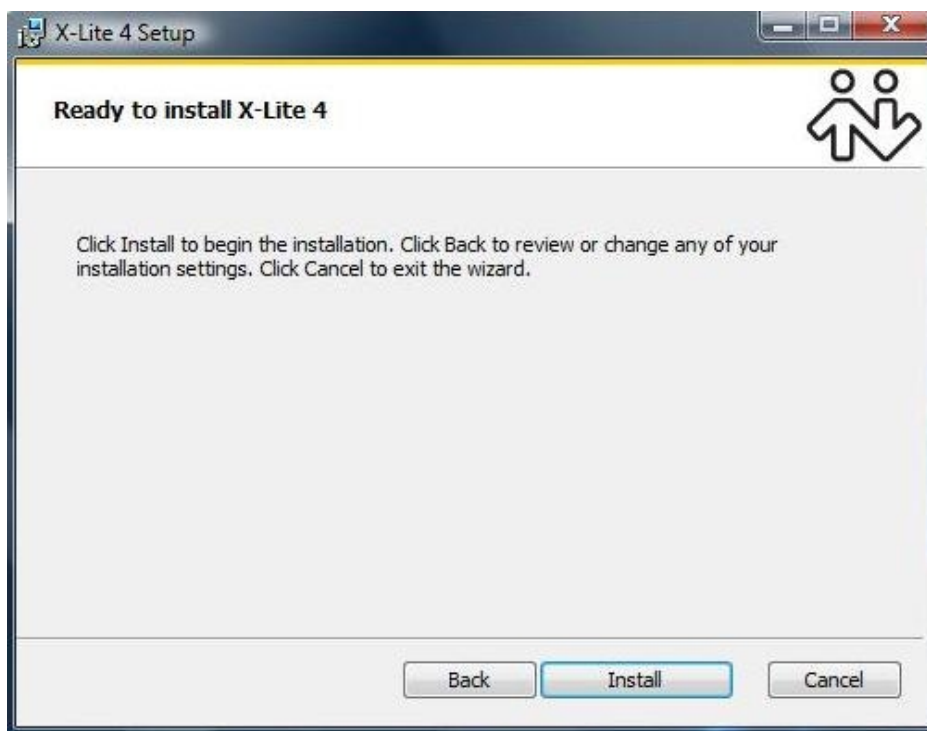 X-Lite 4 Setup
Ready to install X-Lite 4
Click Install to begin the installation. Click Back to review or change any of your
installation settings. Click Cancel to exit the wizard.
Back Install Cancel